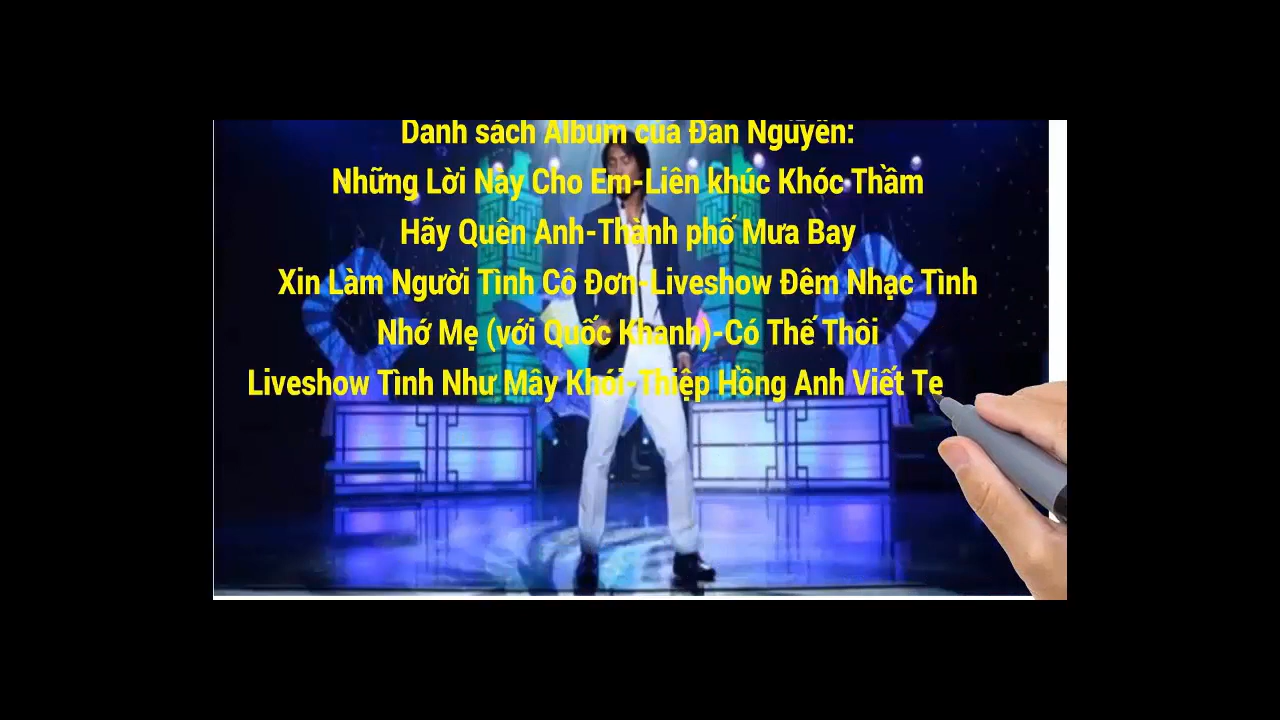 Danh sách Album của Đan Nguyên:
Những Lời Này Cho Em-Liên khúc Khóc Thầm
Hãy Quên Anh-Thành phố Mưa Bay
Xin Làm Người Tình Cô Đơn-Liveshow Đêm Nhạc Tình
Nhớ Mẹ (với Quốc Khanh)-Có Thế Thôi
Liveshow Tình Như Mây Khói-Thiệp Hồng Anh Viết Te